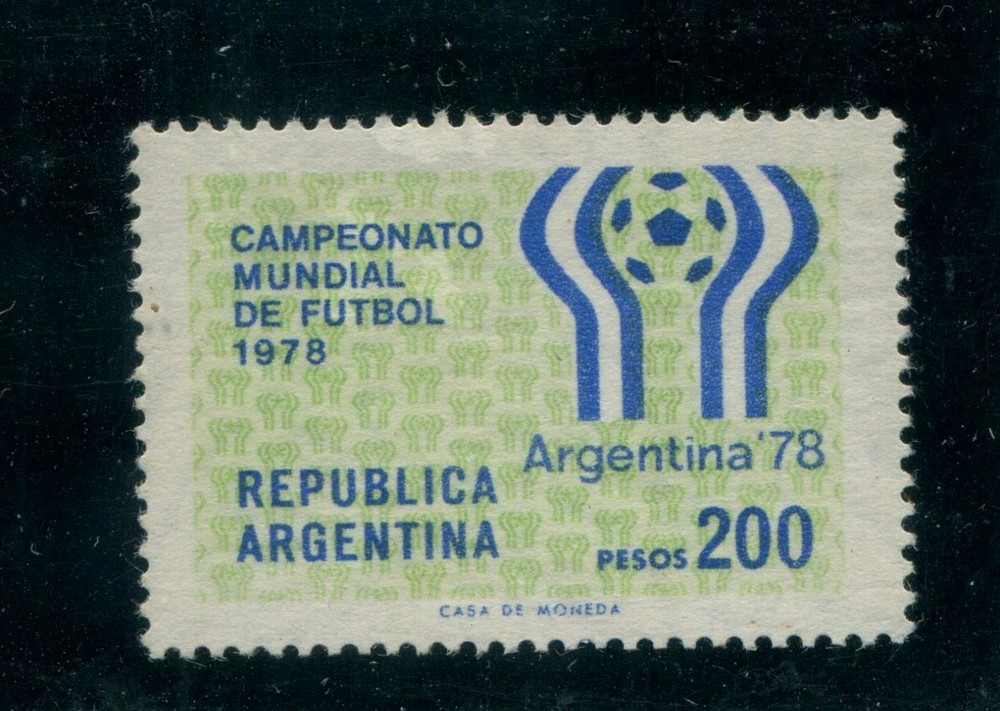 CAMPEONATO
MUNDIAL
DE FUTBOL
1978
Argentina '78
REPUBLICA
ARGENTINA
PESOS 200
CASA DE MONEDA